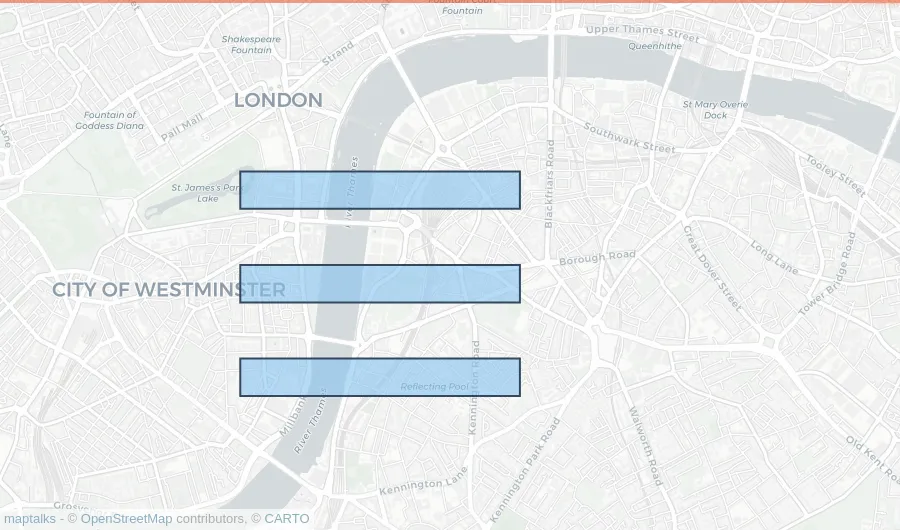 Fountain Court
Fountain
Upper Thames Street
Queenhithe
Shakespeare
Fountain
Strand
LONDON
St Mary Overie
Dock
Fountain of
Goddess Diana
Pall Mall
Southwark Street
Lane
Tooley Street
River Thames
Blackfriars Road
St. James's Park
Lake
Great Dover Street
Long Lane
Borough Road
Tower Bridge Road
CITY OF WESTMINSTER
Kennington Road
Reflecting Pool
Millbank
River Thames
Walworth Road
Kennington Park Road
Old Kent Road
Kennington Lane
maptalks - © OpenStreetMap contributors, © CARTO